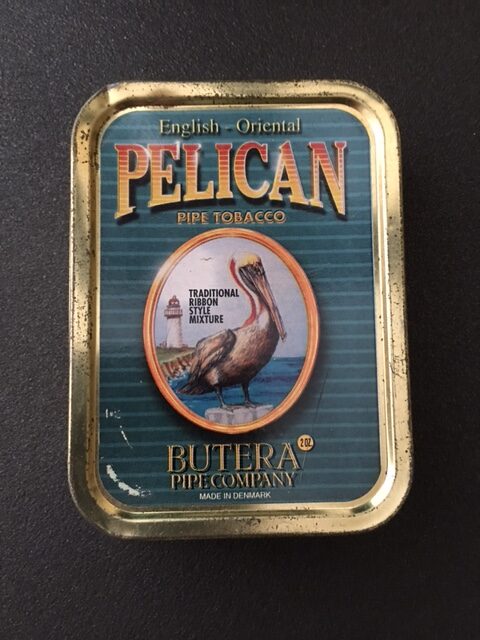 English - Oriental
PELICAN
PIPE TOBACCO
TRADITIONAL
RIBBON
STYLE
MIXTURE
2 OZ.
BUTERA
PIPE COMPANY
MADE IN DENMARK